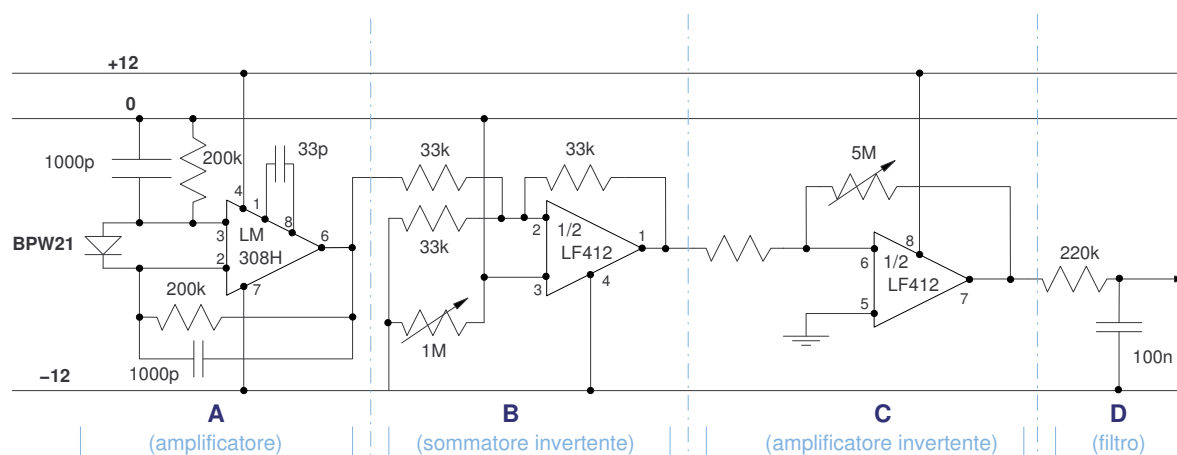 +12
0
1000p
200k
33p
4
1
8
3
LM
6
BPW21
308H
2
7
200k
1000p
−12
33k
33k
33k
1/2
2
LF412
1
3
4
1M
5M
8
1/2
6
LF412
5
7
220k
100n
A
B
C
D
(amplificatore)
(sommatore invertente)
(amplificatore invertente)
(filtro)